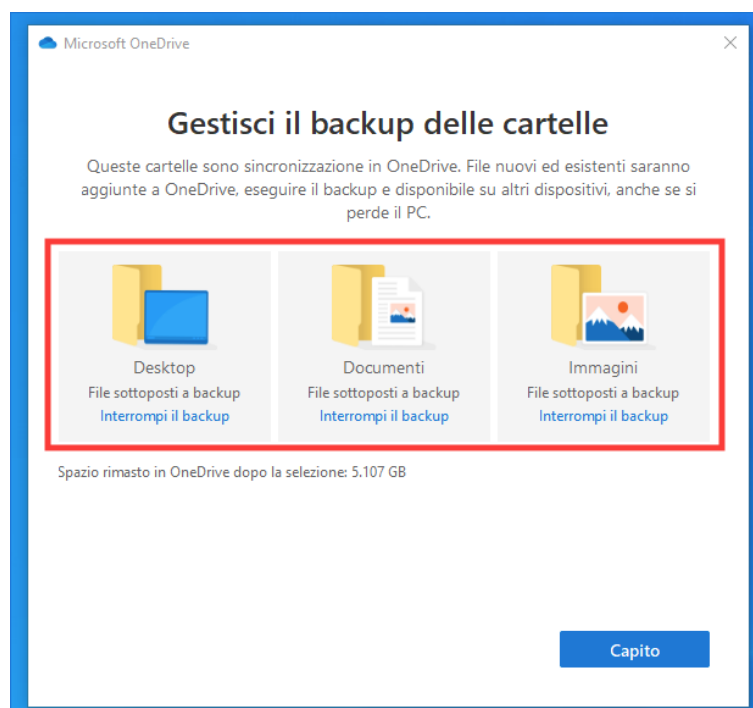 Microsoft OneDrive
Gestisci il backup delle cartelle
Queste cartelle sono sincronizzazione in OneDrive. File nuovi ed esistenti saranno
aggiunte a OneDrive, eseguire il backup e disponibile su altri dispositivi, anche se si
perde il PC.
Desktop
File sottoposti a backup
Interrompi il backup
Documenti
File sottoposti a backup
Interrompi il backup
Immagini
File sottoposti a backup
Interrompi il backup
Spazio rimasto in OneDrive dopo la selezione: 5.107 GB
Capito